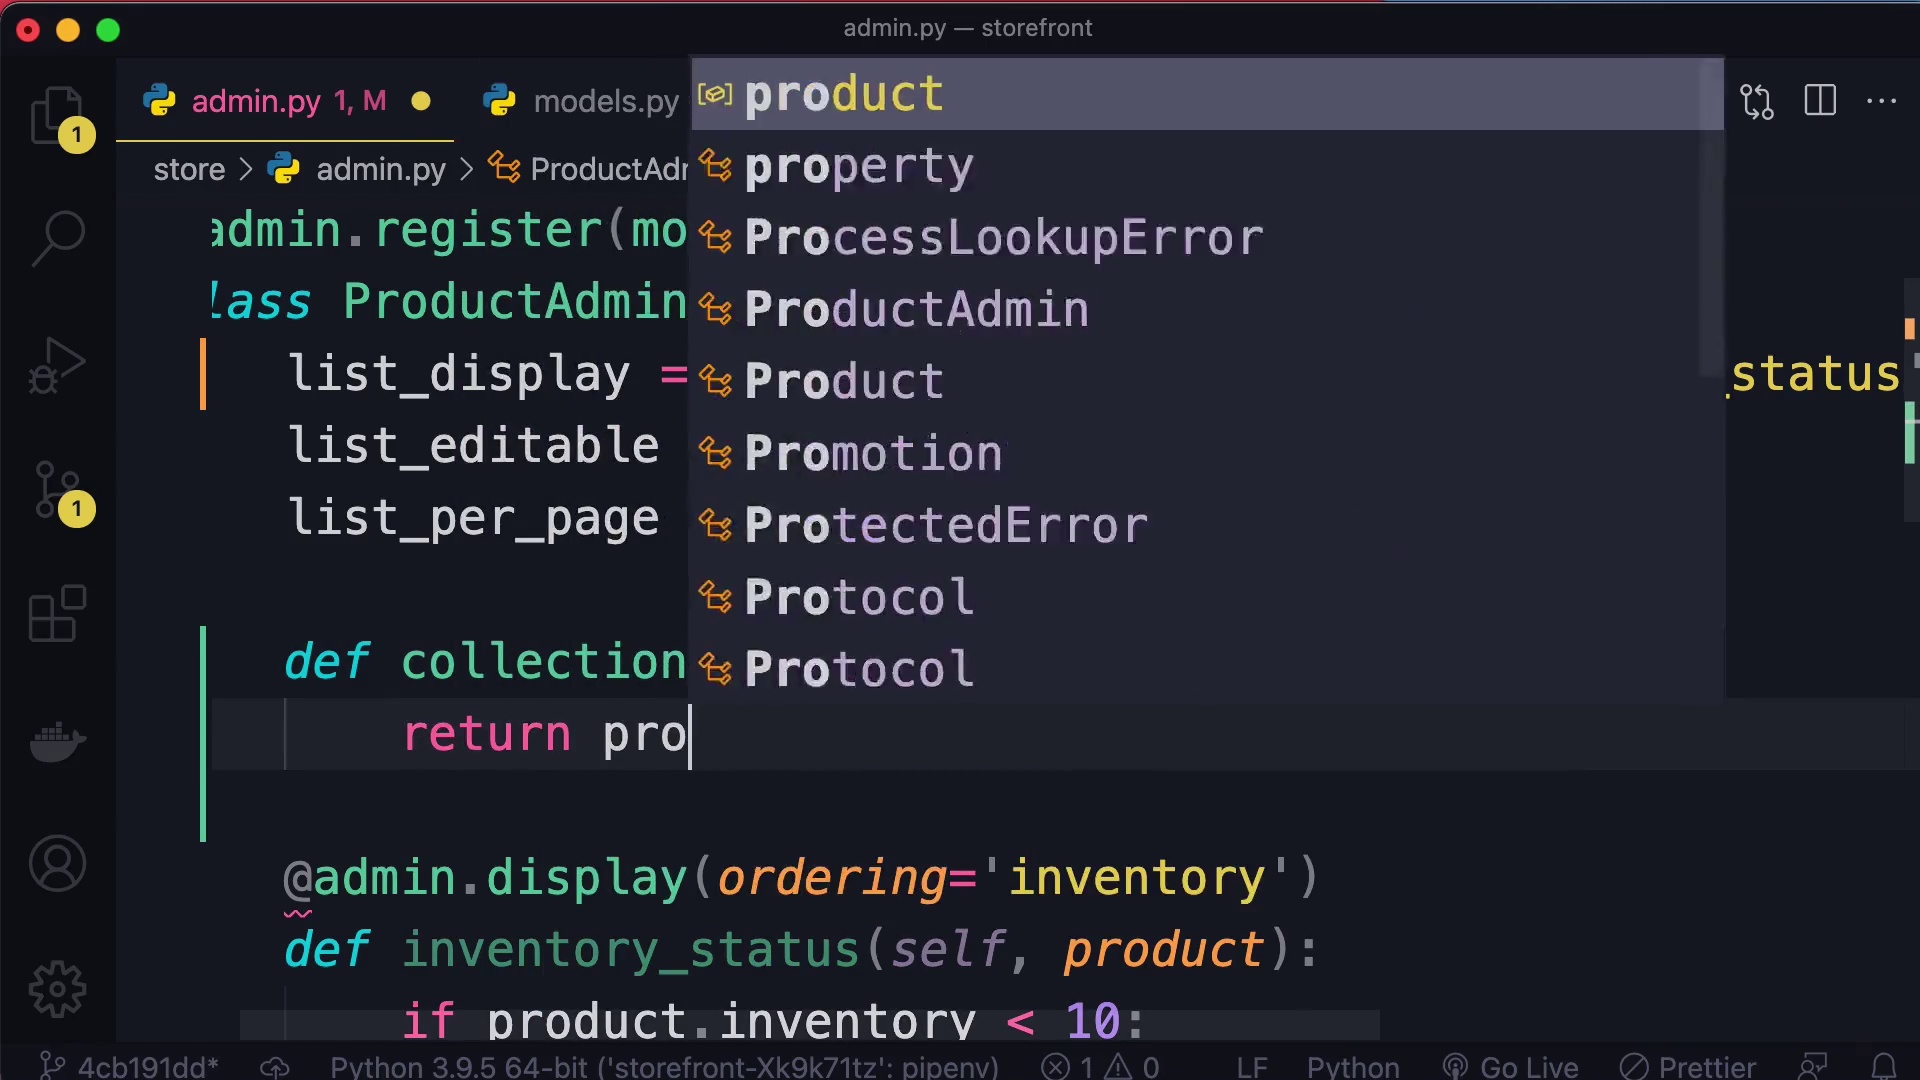 admin.py — storefront
admin.py 1, M
models.py
store > admin.py > ProductAdr
1
1
admin.register(mo
lass ProductAdmin
list_display =
_status
list_editable
list_per_page
def collection
return pro
product
property
ProcessLookupError
ProductAdmin
Product
Promotion
ProtectedError
Protocol
Protocol
@admin.display(ordering='inventory')
def inventory_status(self, product):
if product.inventory < 10:
4cb191dd* Python 3.9.5 64-bit ('storefront-Xk9k71tz': pipenv) 1 0 LF Python Go Live Prettier